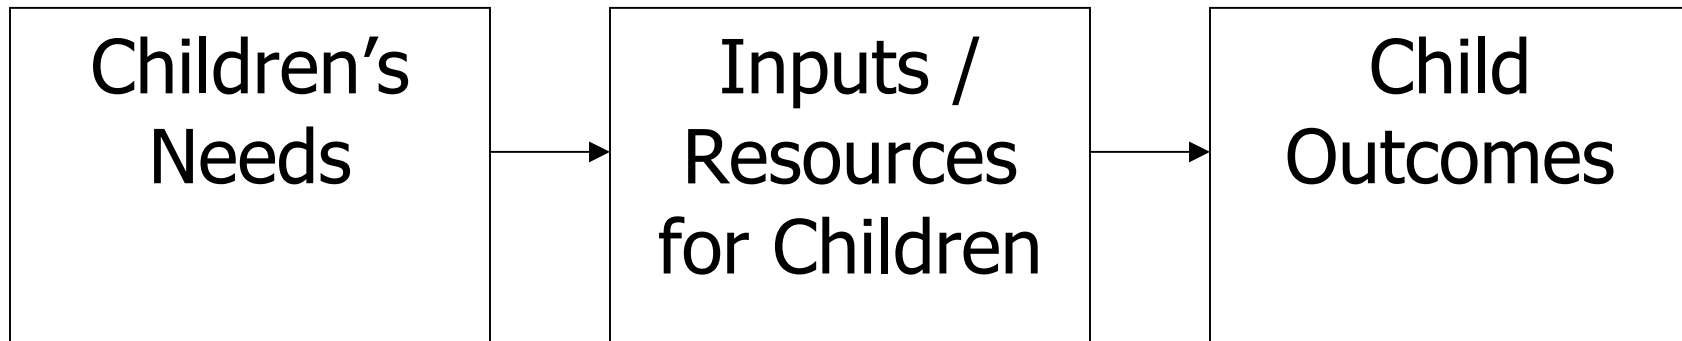 Children’s
Needs
Inputs /
Resources
for Children
Child
Outcomes